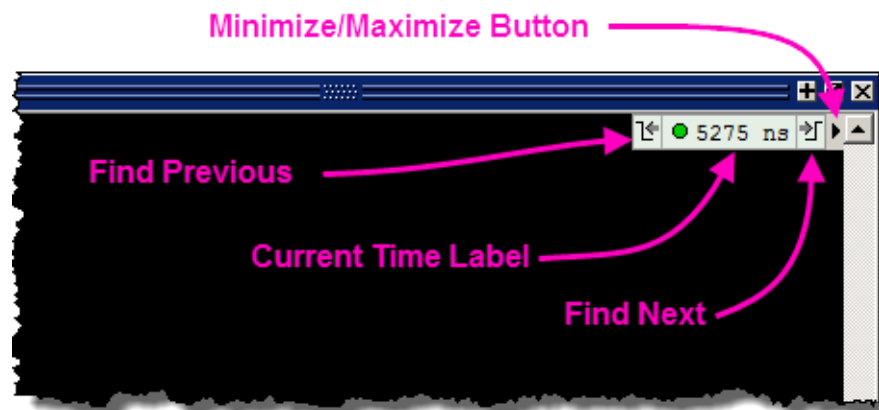 Minimize/Maximize Button
5275 ns
Find Previous
Current Time Label
Find Next